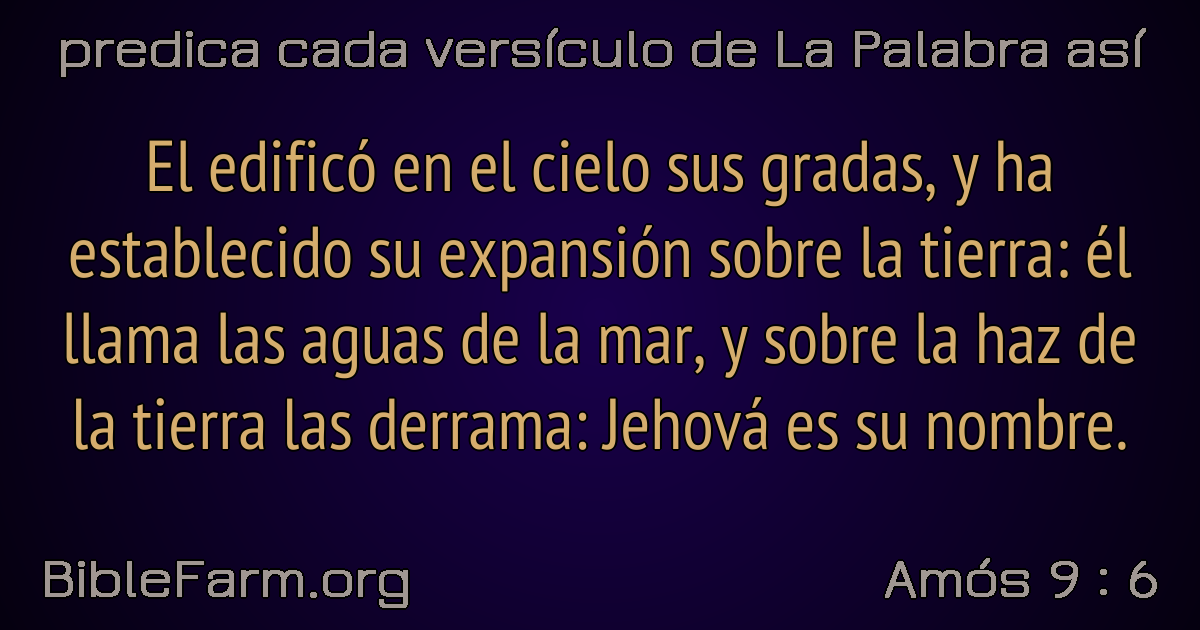 predica cada versículo de La Palabra así
El edificó en el cielo sus gradas, y ha
establecido su expansión sobre la tierra: él
llama las aguas de la mar, y sobre la haz de
la tierra las derrama: Jehová es su nombre.
BibleFarm.org
Amós 9 : 6